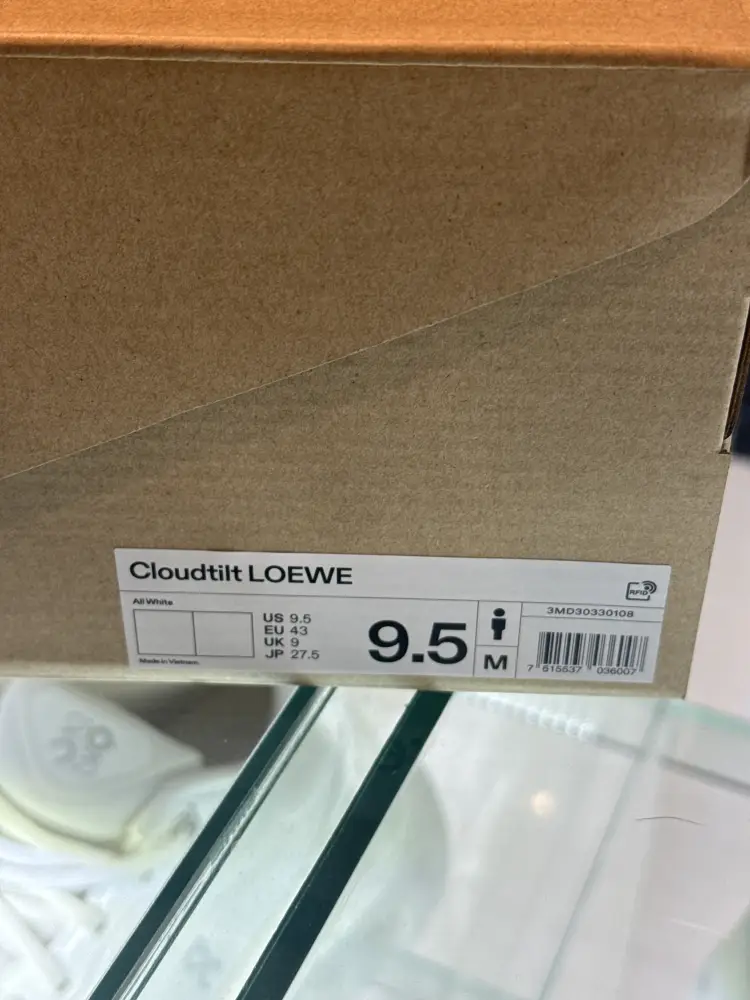 Cloudtilt LOEWE
RFID
All White
US 9.5
EU 43
UK 9
JP 27.5
Made in Vietnam
9.5
M
3MD30330108
7 615537 036007